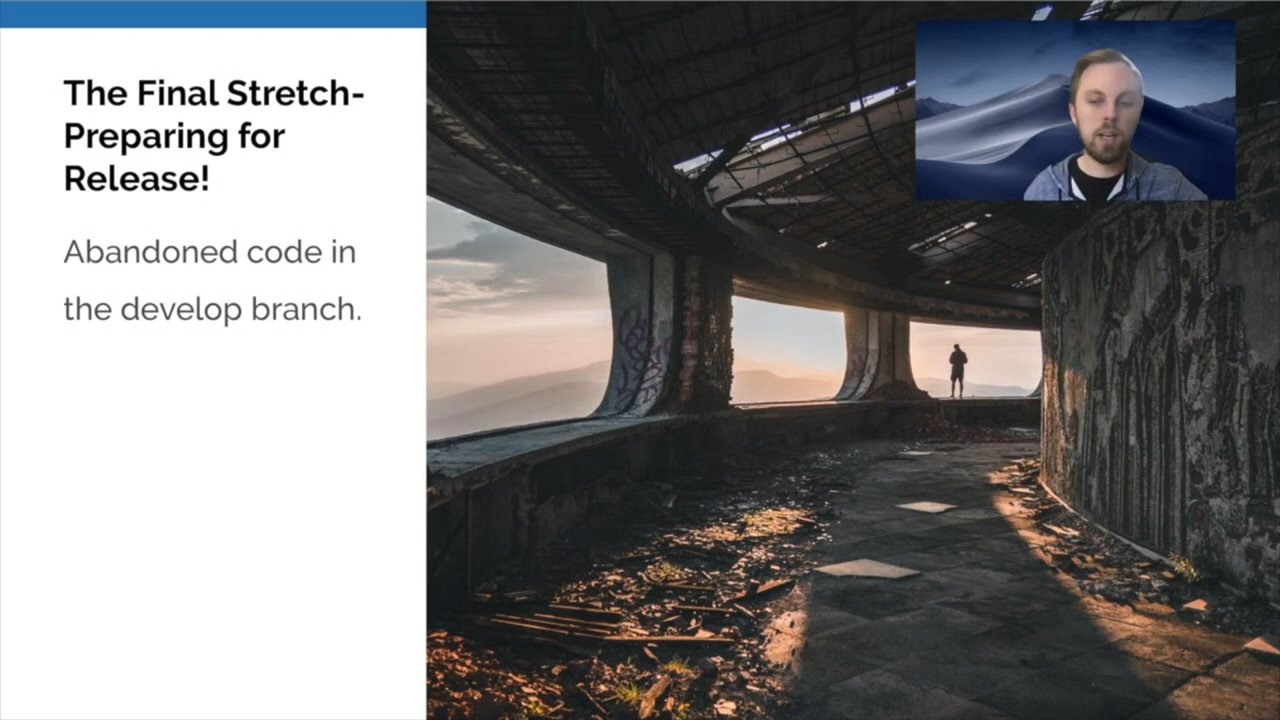 The Final Stretch-
Preparing for
Release!
Abandoned code in
the develop branch.